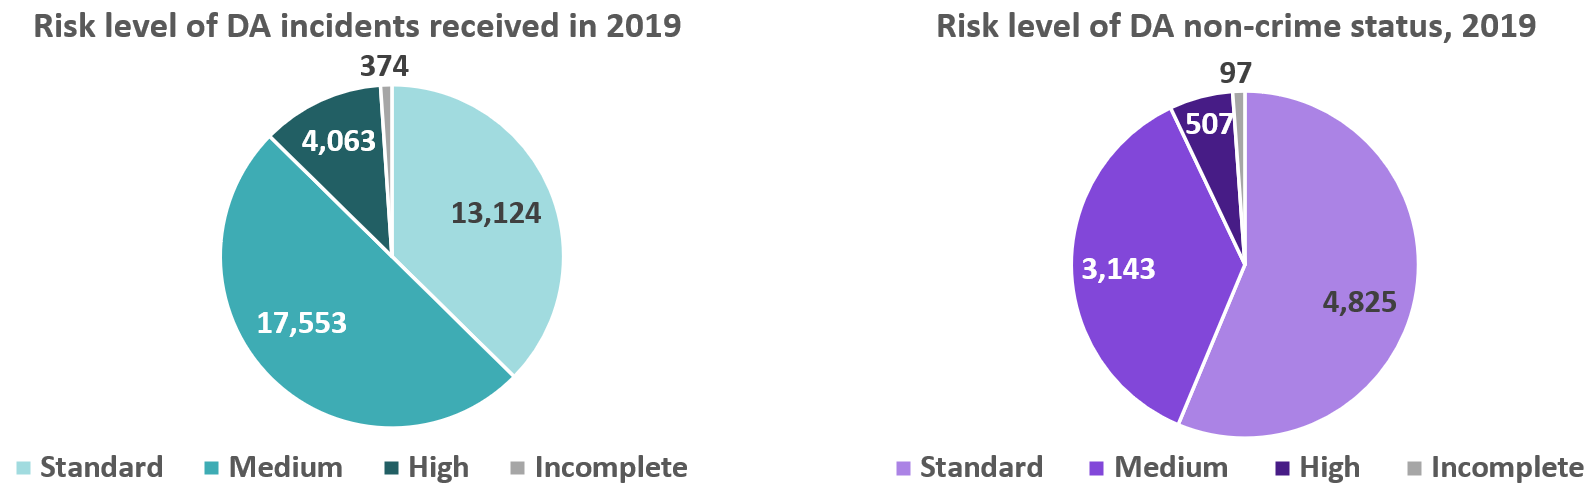 Risk level of DA incidents received in 2019
374
4,063
13,124
17,553
Standard Medium High Incomplete
Risk level of DA non-crime status, 2019
97
507
3,143
4,825
Standard Medium High Incomplete